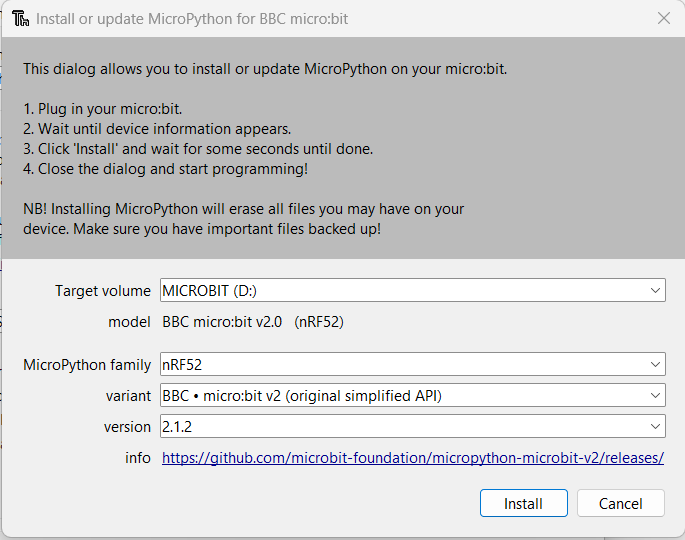 Install or update MicroPython for BBC micro:bit
This dialog allows you to install or update MicroPython on your micro:bit.
1. Plug in your micro:bit.
2. Wait until device information appears.
3. Click 'Install' and wait for some seconds until done.
4. Close the dialog and start programming!
NB! Installing MicroPython will erase all files you may have on your
device. Make sure you have important files backed up!
Target volume MICROBIT (D:)
model BBC micro:bit v2.0 (nRF52)
MicroPython family nRF52
variant BBC • micro:bit v2 (original simplified API)
version 2.1.2
info https://github.com/microbit-foundation/micropython-microbit-v2/releases/
Install Cancel